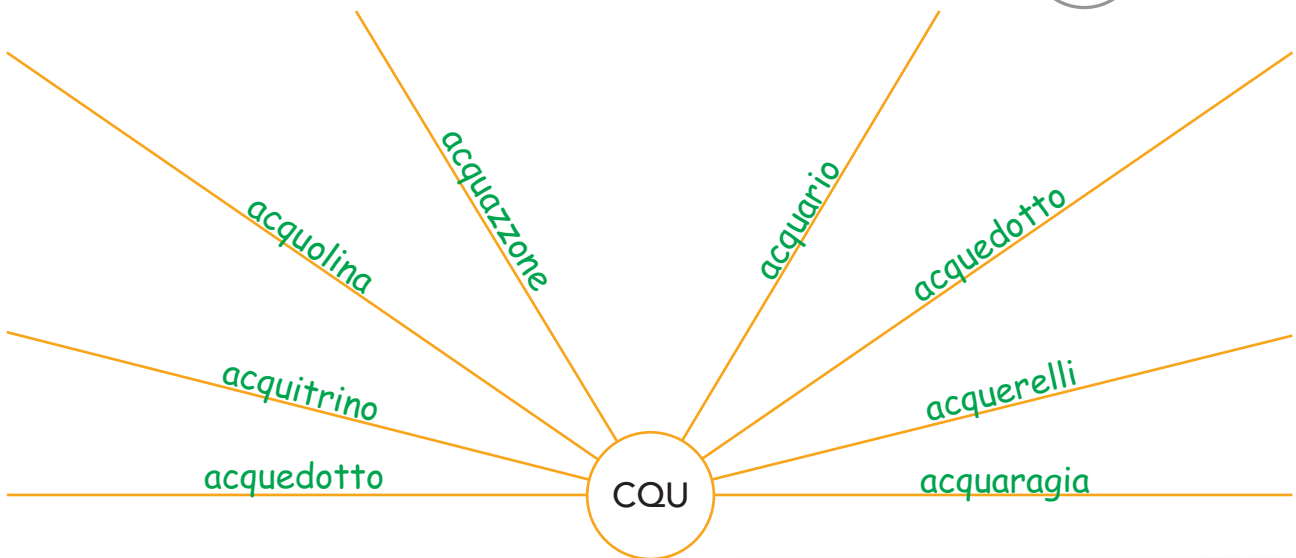 acquazzone
acquario
acquolina
acquedotto
acquitrino
acquerelli
acquedotto
CQU
acquaragia